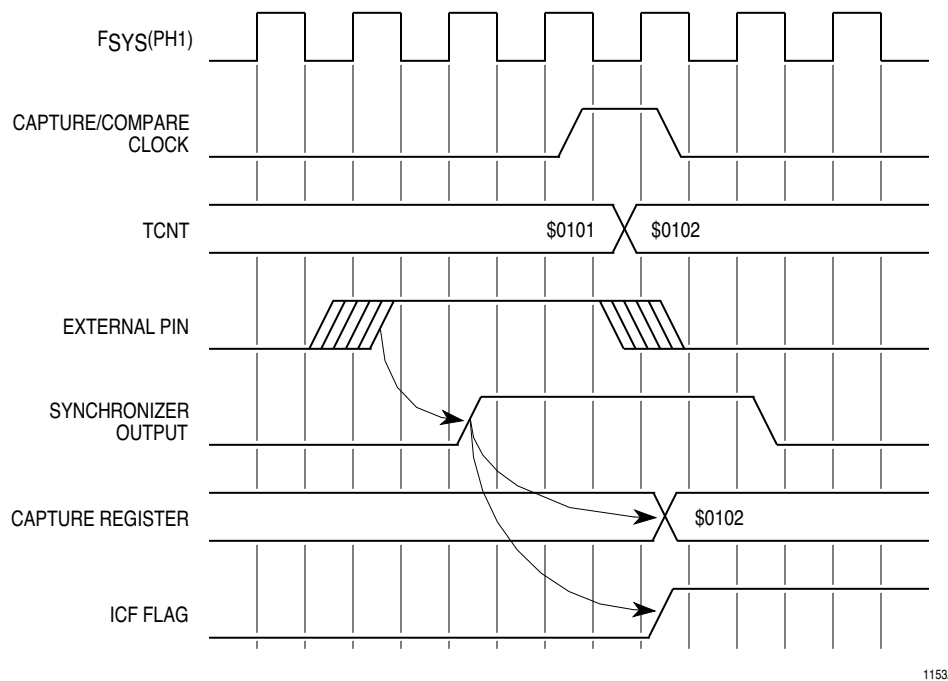 FSYS(PH1)
CAPTURE/COMPARE
CLOCK
TCNT
$0101
$0102
EXTERNAL PIN
SYNCHRONIZER
OUTPUT
CAPTURE REGISTER
$0102
ICF FLAG
1153